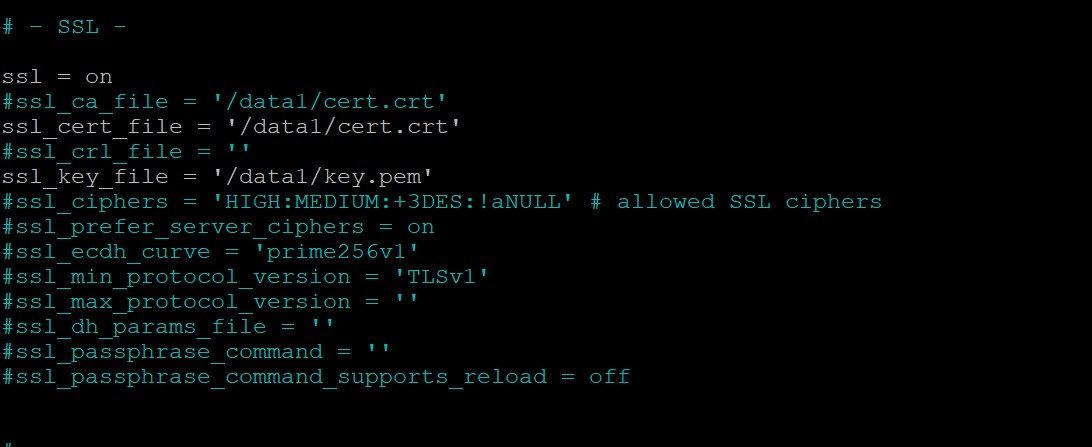 # - SSL -
ssl = on
#ssl_ca_file = '/data1/cert.crt'
ssl_cert_file = '/data1/cert.crt'
#ssl_crl_file = ''
ssl_key_file = '/data1/key.pem'
#ssl_ciphers = 'HIGH:MEDIUM:+3DES:!aNULL' # allowed SSL ciphers
#ssl_prefer_server_ciphers = on
#ssl_ecdh_curve = 'prime256v1'
#ssl_min_protocol_version = 'TLSv1'
#ssl_max_protocol_version = ''
#ssl_dh_params_file = ''
#ssl_passphrase_command = ''
#ssl_passphrase_command_supports_reload = off